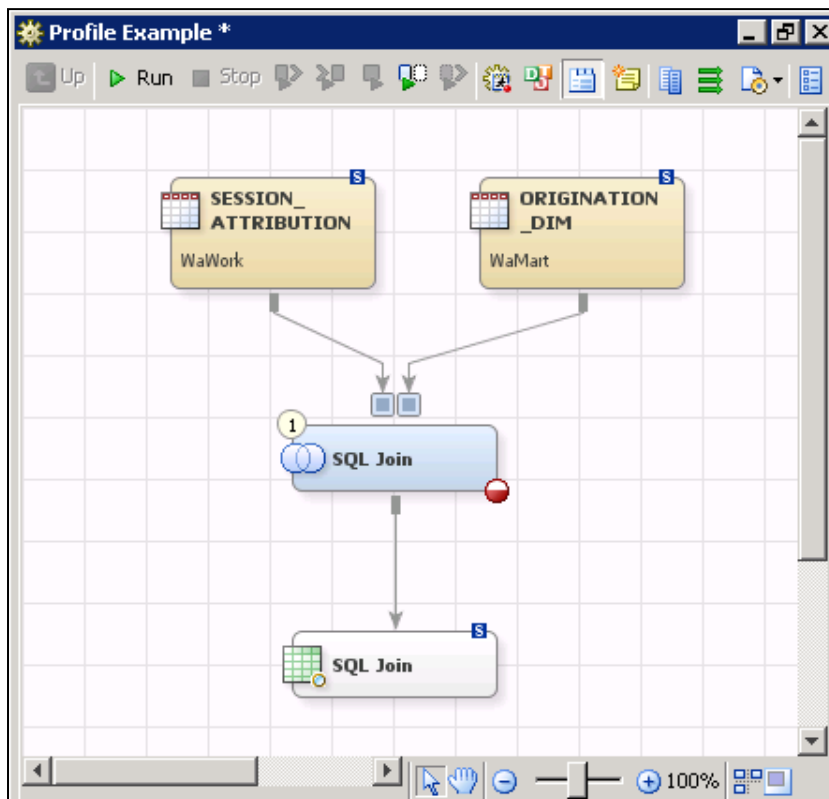 Profile Example *
Up Run Stop
S
SESSION_
ATTRIBUTION
WaWork
S
ORIGINATION
_DIM
WaMart
1
SQL Join
S
SQL Join
100%